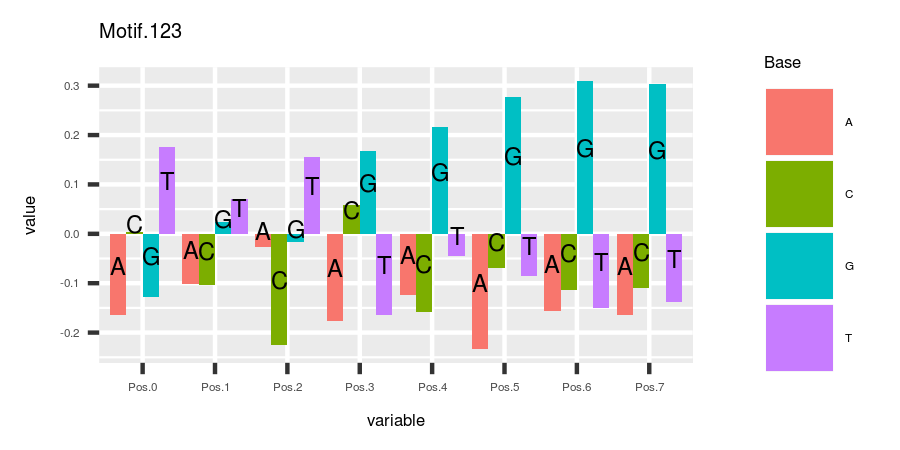 Motif.123
Base
A
C
G
T
value
0.3
0.2
0.1
0.0
-0.1
-0.2
A C G T
A C G T
A C G T
A C G T
A C G T
A C G T
A C G T
A C G T
Pos.0 Pos.1 Pos.2 Pos.3 Pos.4 Pos.5 Pos.6 Pos.7
variable